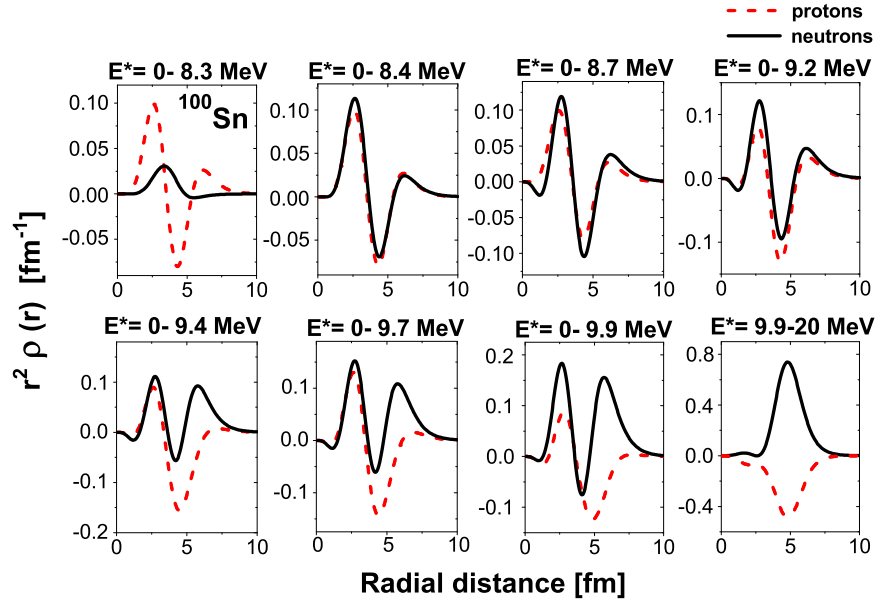 protons
neutrons
E*= 0- 8.3 MeV
E*= 0- 8.4 MeV
E*= 0- 8.7 MeV
E*= 0- 9.2 MeV
100Sn
0.10
0.05
0.00
-0.05
0 5 10
0.10
0.05
0.00
-0.05
0 5 10
0.10
0.05
0.00
-0.05
-0.10
0 5 10
0.1
0.0
-0.1
0 5 10
r2 ρ (r) [fm-1]
E*= 0- 9.4 MeV
E*= 0- 9.7 MeV
E*= 0- 9.9 MeV
E*= 9.9-20 MeV
0.1
0.0
-0.1
-0.2
0 5 10
0.1
0.0
-0.1
0 5 10
0.2
0.1
0.0
-0.1
0 5 10
0.8
0.4
0.0
-0.4
0 5 10
Radial distance [fm]